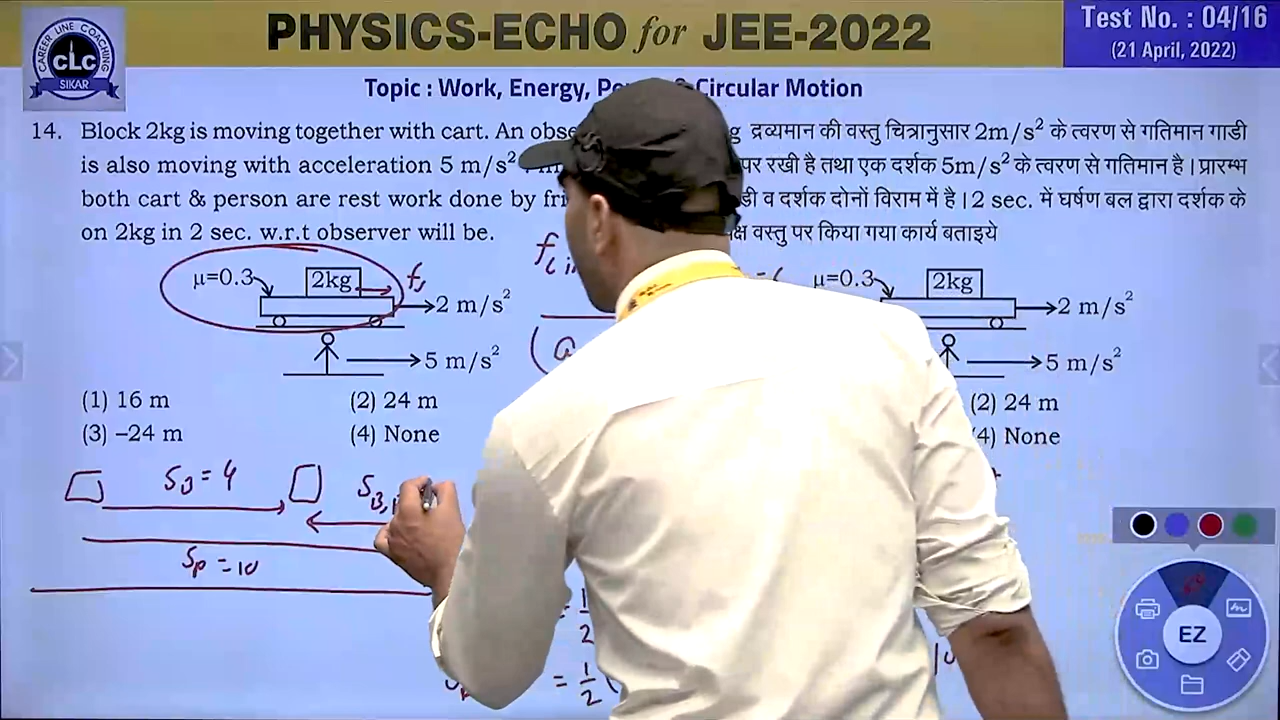 CAREER LINE COACHING
CLC
SIKAR
PHYSICS-ECHO for JEE-2022
Test No. : 04/16
(21 April, 2022)
Topic : Work, Energy, Circular Motion
14. Block 2kg is moving together with cart. An
is also moving with acceleration 5 m/s²
both cart & person are rest work done by
on 2kg in 2 sec. w.r.t observer will be.
द्रव्यमान की वस्तु चित्रानुसार 2m/s² के त्वरण से गतिमान गाडी
पर रखी है तथा एक दर्शक 5m/s² के त्वरण से गतिमान है। प्रारम्भ
व दर्शक दोनों विराम में है। 2 sec. में घर्षण बल द्वारा दर्शक के
वस्तु पर किया गया कार्य बताइये
μ=0.3
2kg
f
2 m/s²
5 m/s²
μ=0.3
2kg
2 m/s²
5 m/s²
(1) 16 m
(2) 24 m
(3) –24 m
(4) None
(2) 24 m
4) None
S_B = 4
S_P = 10
= 1/2
= 1/2 (
EZ